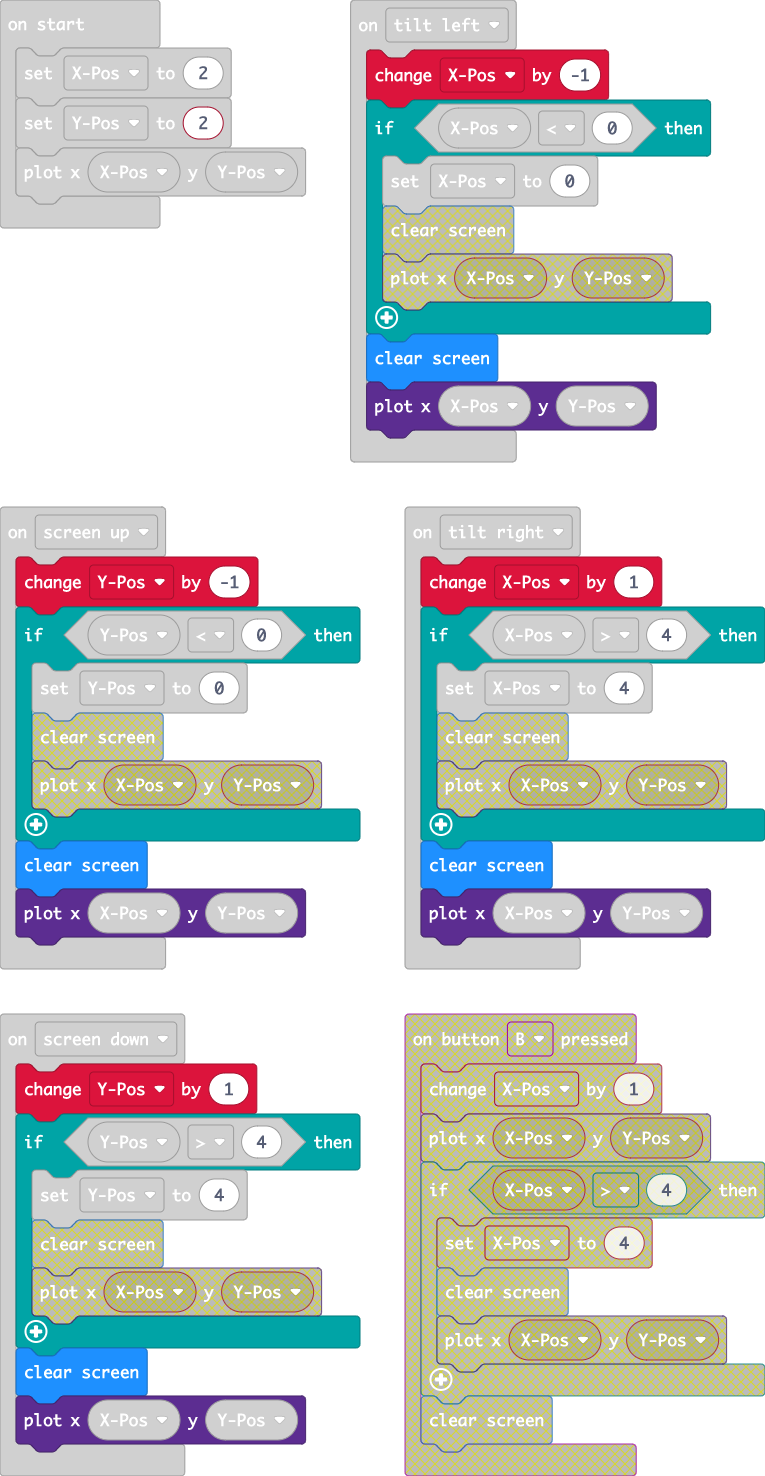 on start
set X-Pos to 2
set Y-Pos to 2
plot x X-Pos y Y-Pos
on tilt left
change X-Pos by -1
if X-Pos < 0 then
set X-Pos to 0
clear screen
plot x X-Pos y Y-Pos
clear screen
plot x X-Pos y Y-Pos
on screen up
change Y-Pos by -1
if Y-Pos < 0 then
set Y-Pos to 0
clear screen
plot x X-Pos y Y-Pos
clear screen
plot x X-Pos y Y-Pos
on tilt right
change X-Pos by 1
if X-Pos > 4 then
set X-Pos to 4
clear screen
plot x X-Pos y Y-Pos
clear screen
plot x X-Pos y Y-Pos
on screen down
change Y-Pos by 1
if Y-Pos > 4 then
set Y-Pos to 4
clear screen
plot x X-Pos y Y-Pos
clear screen
plot x X-Pos y Y-Pos
on button B pressed
change X-Pos by 1
plot x X-Pos y Y-Pos
if X-Pos > 4 then
set X-Pos to 4
clear screen
plot x X-Pos y Y-Pos
clear screen